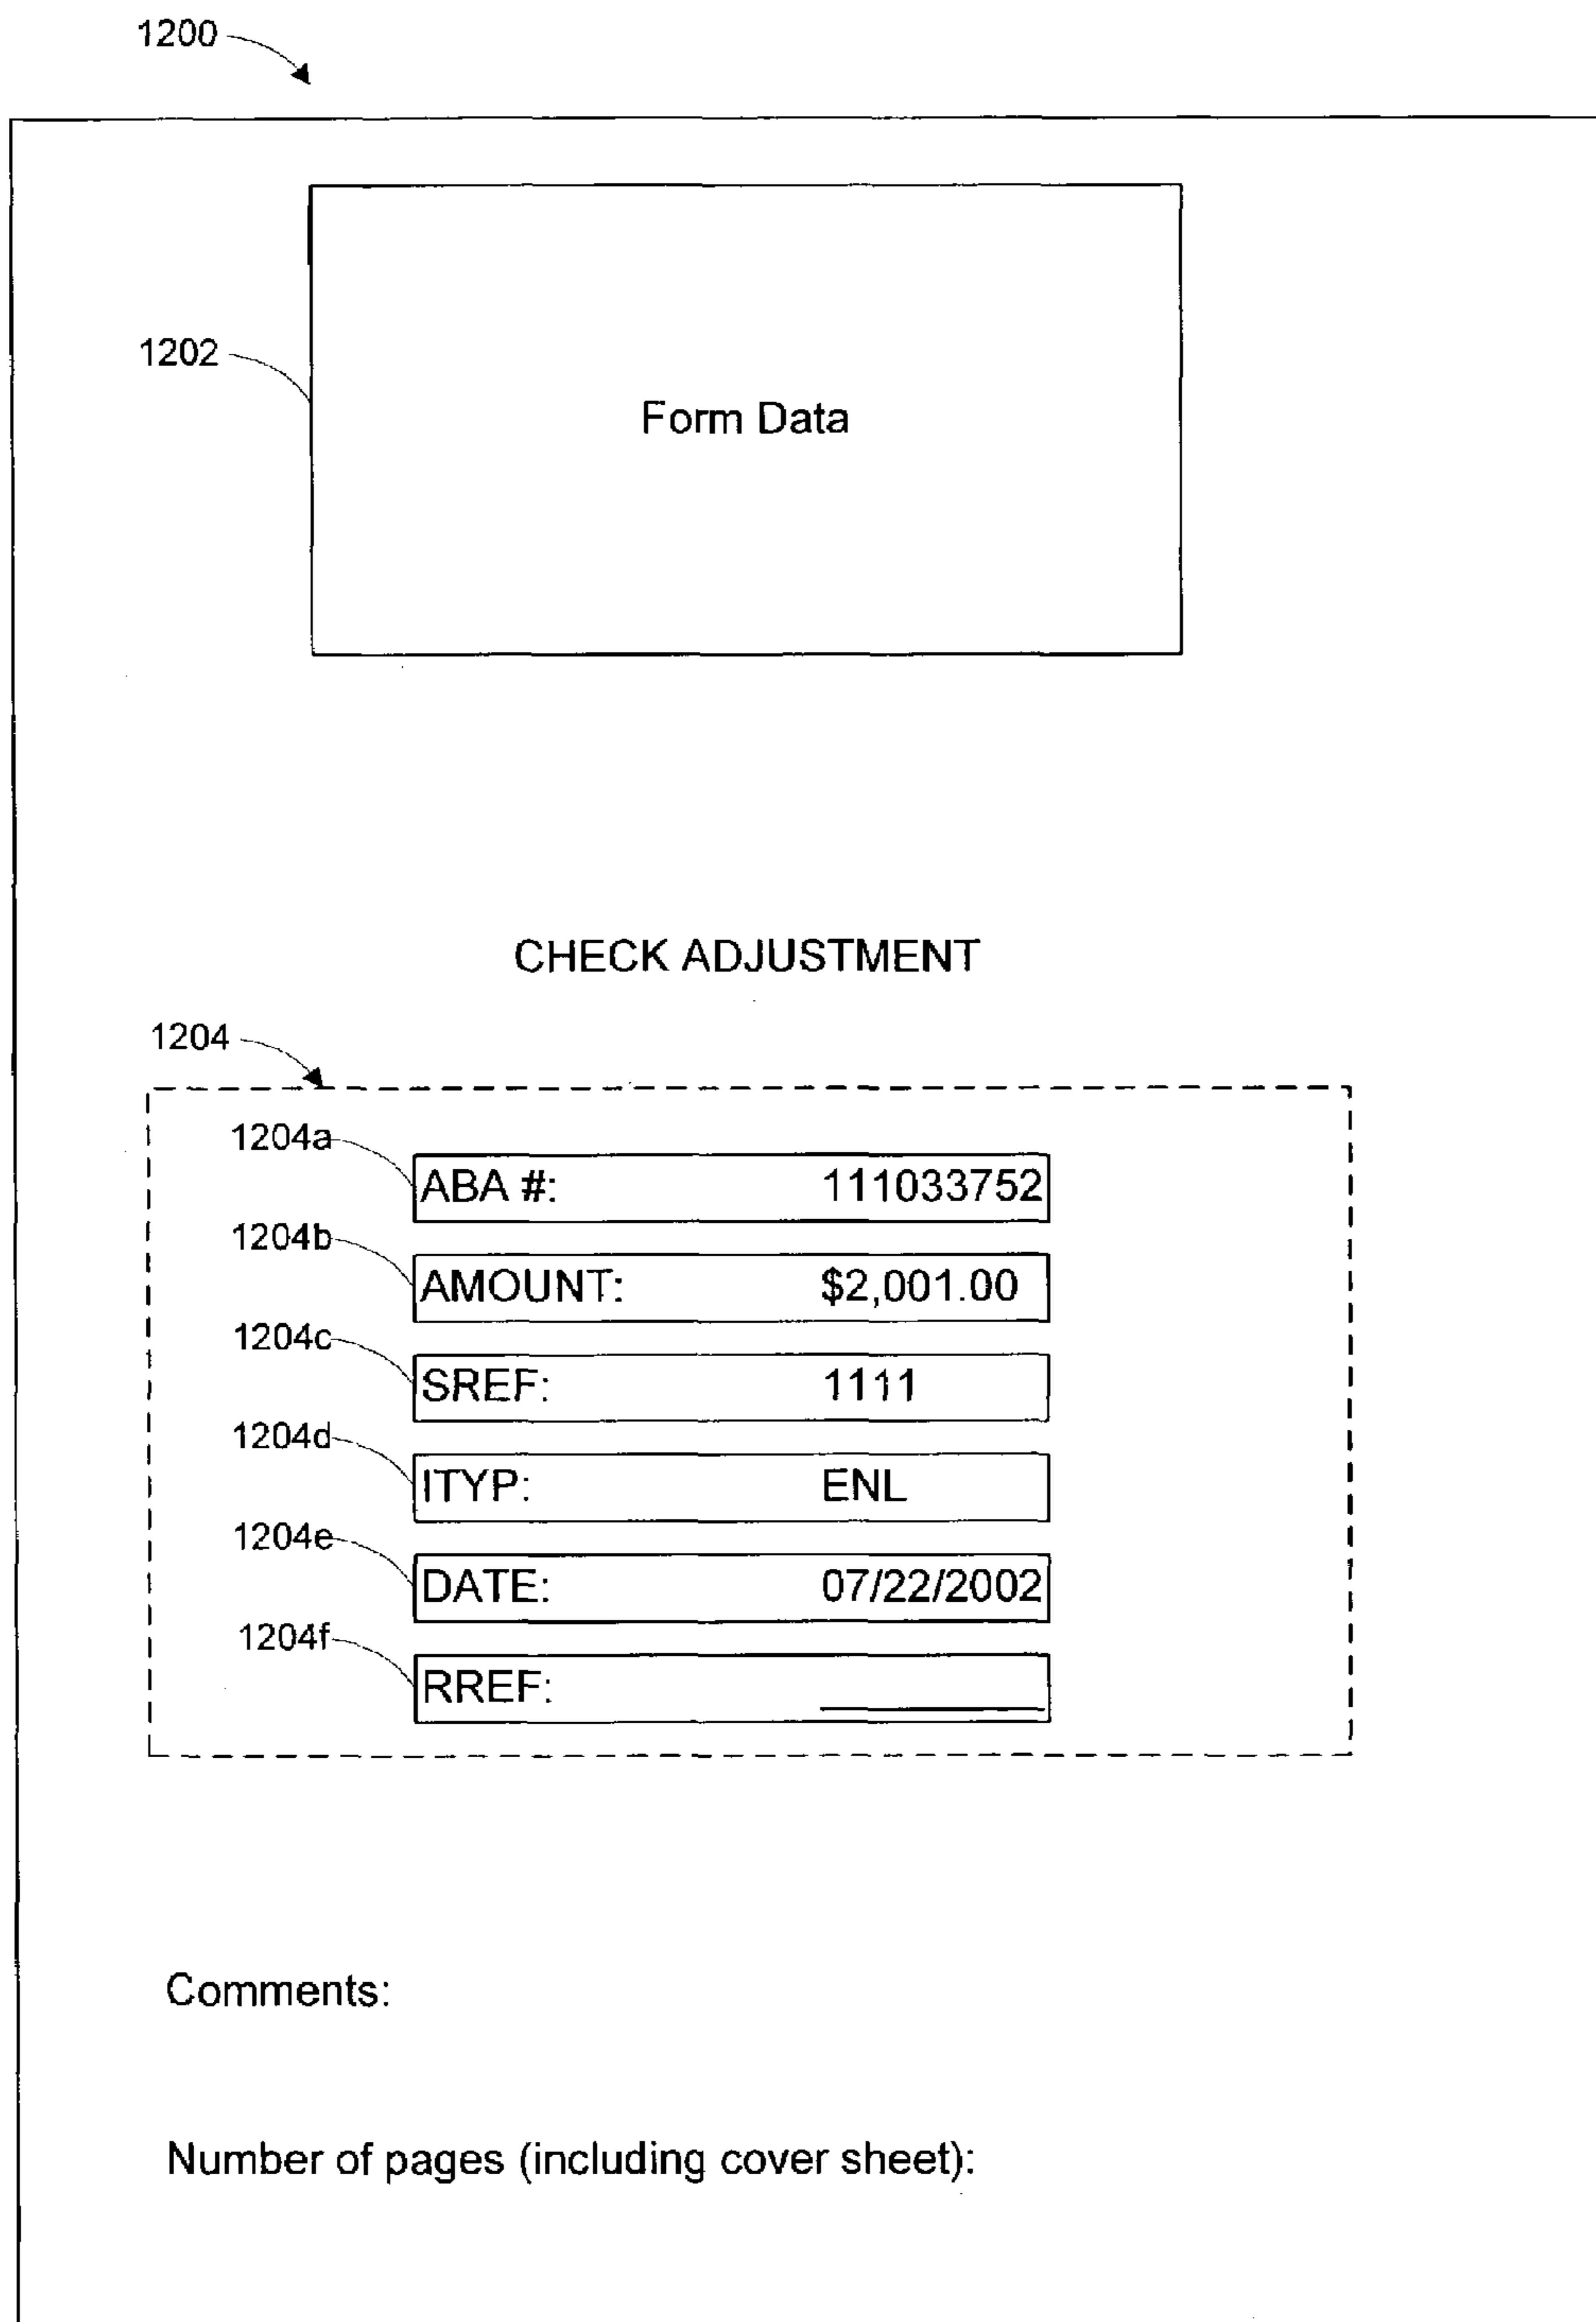 1200
1202
Form Data
CHECK ADJUSTMENT
1204
1204a
ABA #: 111033752
1204b
AMOUNT: $2,001.00
1204c
SREF: 1111
1204d
ITYP: ENL
1204e
DATE: 07/22/2002
1204f
RREF:
Comments:
Number of pages (including cover sheet):